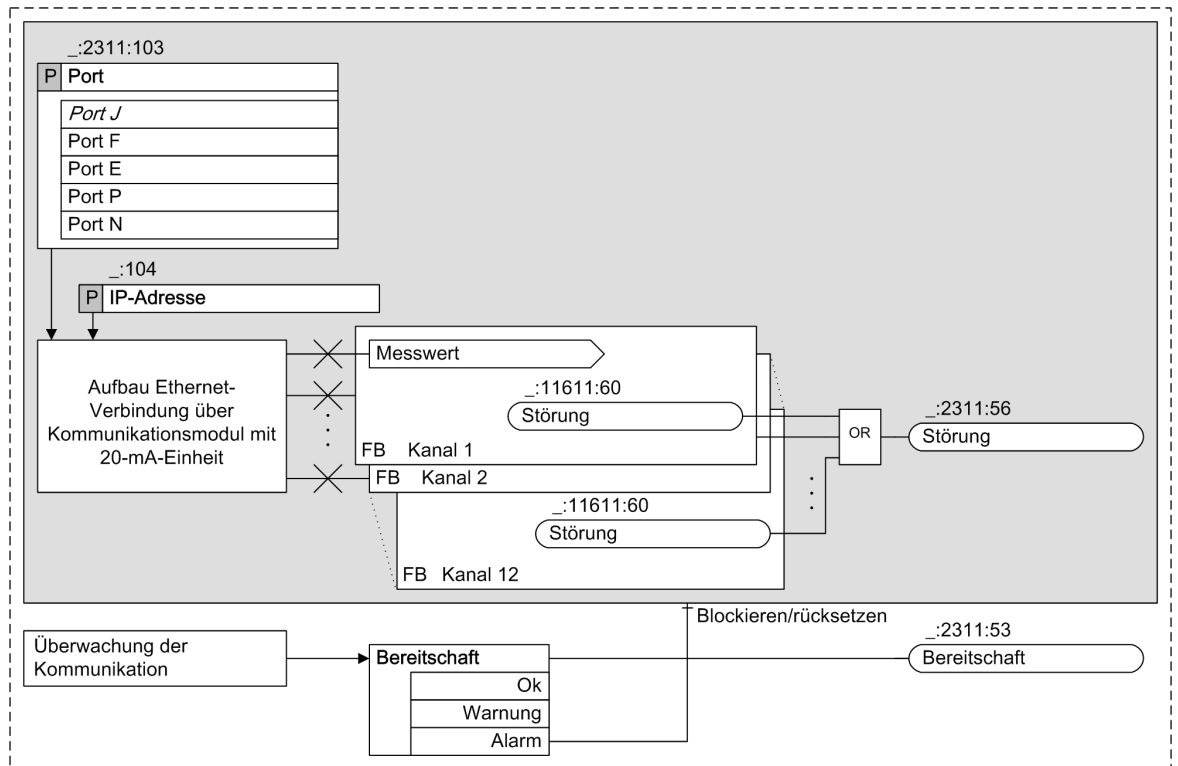 _:2311:103
P Port
Port J
Port F
Port E
Port P
Port N
_:104
P IP-Adresse
Aufbau Ethernet-
Verbindung über
Kommunikationsmodul mit
20-mA-Einheit
Messwert
_:11611:60
Störung
FB Kanal 1
FB Kanal 2
_:11611:60
Störung
FB Kanal 12
OR
_:2311:56
Störung
Blockieren/rücksetzen
Überwachung der
Kommunikation
Bereitschaft
Ok
Warnung
Alarm
_:2311:53
Bereitschaft